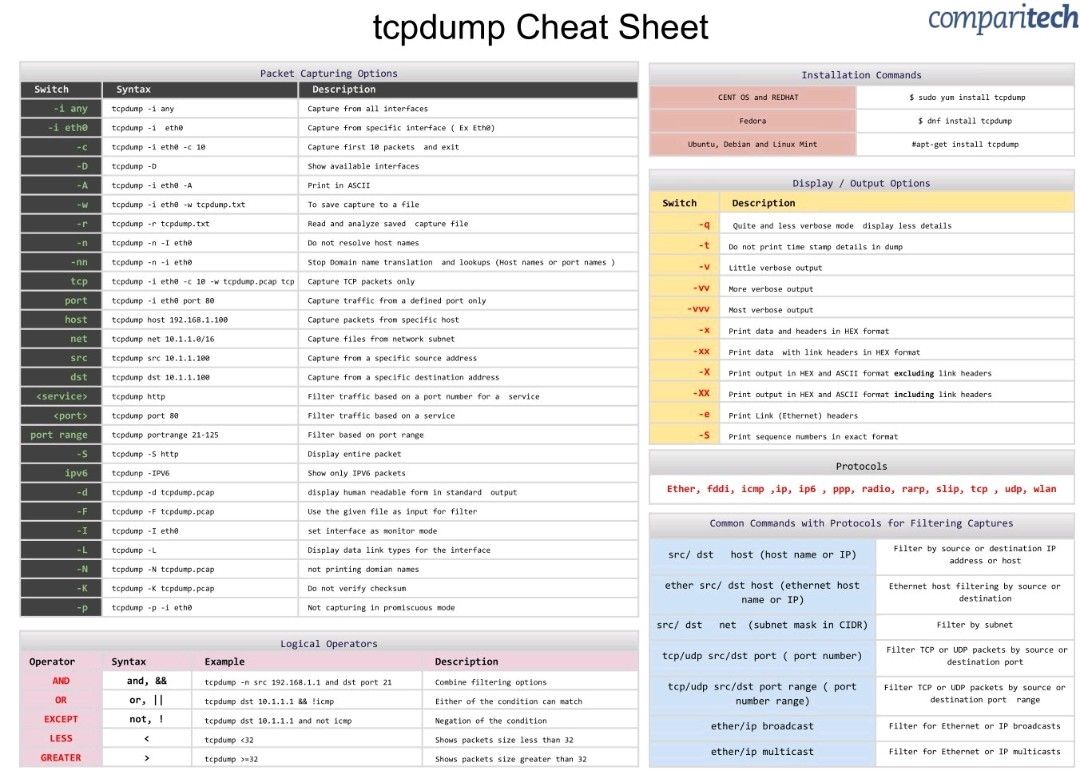 tcpdump Cheat Sheet
comparitech
Packet Capturing Options
Switch Syntax Description
-i any tcpdump -i any Capture from all interfaces
-i eth0 tcpdump -i eth0 Capture from specific interface ( Ex Eth0)
-c tcpdump -i eth0 -c 10 Capture first 10 packets and exit
-D tcpdump -D Show available interfaces
-A tcpdump -i eth0 -A Print in ASCII
-w tcpdump -i eth0 -w tcpdump.txt To save capture to a file
-r tcpdump -r tcpdump.txt Read and analyze saved capture file
-n tcpdump -n -I eth0 Do not resolve host names
-nn tcpdump -n -i eth0 Stop Domain name translation and lookups (Host names or port names )
tcp tcpdump -i eth0 -c 10 -w tcpdump.pcap tcp Capture TCP packets only
port tcpdump -i eth0 port 80 Capture traffic from a defined port only
host tcpdump host 192.168.1.100 Capture packets from specific host
net tcpdump net 10.1.1.0/16 Capture files from network subnet
src tcpdump src 10.1.1.100 Capture from a specific source address
dst tcpdump dst 10.1.1.100 Capture from a specific destination address
<service> tcpdump http Filter traffic based on a port number for a service
<port> tcpdump port 80 Filter traffic based on a service
port range tcpdump portrange 21-125 Filter based on port range
-S tcpdump -S http Display entire packet
ipv6 tcpdunp -IPV6 Show only IPV6 packets
-d tcpdump -d tcpdump.pcap display human readable form in standard output
-F tcpdump -F tcpdump.pcap Use the given file as input for filter
-I tcpdump -I eth0 set interface as monitor mode
-L tcpdump -L Display data link types for the interface
-N tcpdump -N tcpdump.pcap not printing domian names
-K tcpdump -K tcpdump.pcap Do not verify checksum
-p tcpdump -p -i eth0 Not capturing in promiscuous mode
Logical Operators
Operator Syntax Example Description
AND and, && tcpdump -n src 192.168.1.1 and dst port 21 Combine filtering options
OR or, || tcpdump dst 10.1.1.1 && !icmp Either of the condition can match
EXCEPT not, ! tcpdump dst 10.1.1.1 and not icmp Negation of the condition
LESS < tcpdump <32 Shows packets size less than 32
GREATER > tcpdump >=32 Shows packets size greater than 32
Installation Commands
CENT OS and REDHAT $ sudo yum install tcpdump
Fedora $ dnf install tcpdump
Ubuntu, Debian and Linux Mint #apt-get install tcpdump
Display / Output Options
Switch Description
-q Quite and less verbose mode display less details
-t Do not print time stamp details in dump
-v Little verbose output
-vv More verbose output
-vvv Most verbose output
-x Print data and headers in HEX format
-xx Print data with link headers in HEX format
-X Print output in HEX and ASCII format excluding link headers
-XX Print output in HEX and ASCII format including link headers
-e Print Link (Ethernet) headers
-S Print sequence numbers in exact format
Protocols
Ether, fddi, icmp ,ip, ip6 , ppp, radio, rarp, slip, tcp , udp, wlan
Common Commands with Protocols for Filtering Captures
src/ dst host (host name or IP) Filter by source or destination IP
address or host
ether src/ dst host (ethernet host Ethernet host filtering by source or
name or IP) destination
src/ dst net (subnet mask in CIDR) Filter by subnet
tcp/udp src/dst port ( port number) Filter TCP or UDP packets by source or
destination port
tcp/udp src/dst port range ( port Filter TCP or UDP packets by source or
number range) destination port range
ether/ip broadcast Filter for Ethernet or IP broadcasts
ether/ip multicast Filter for Ethernet or IP multicasts